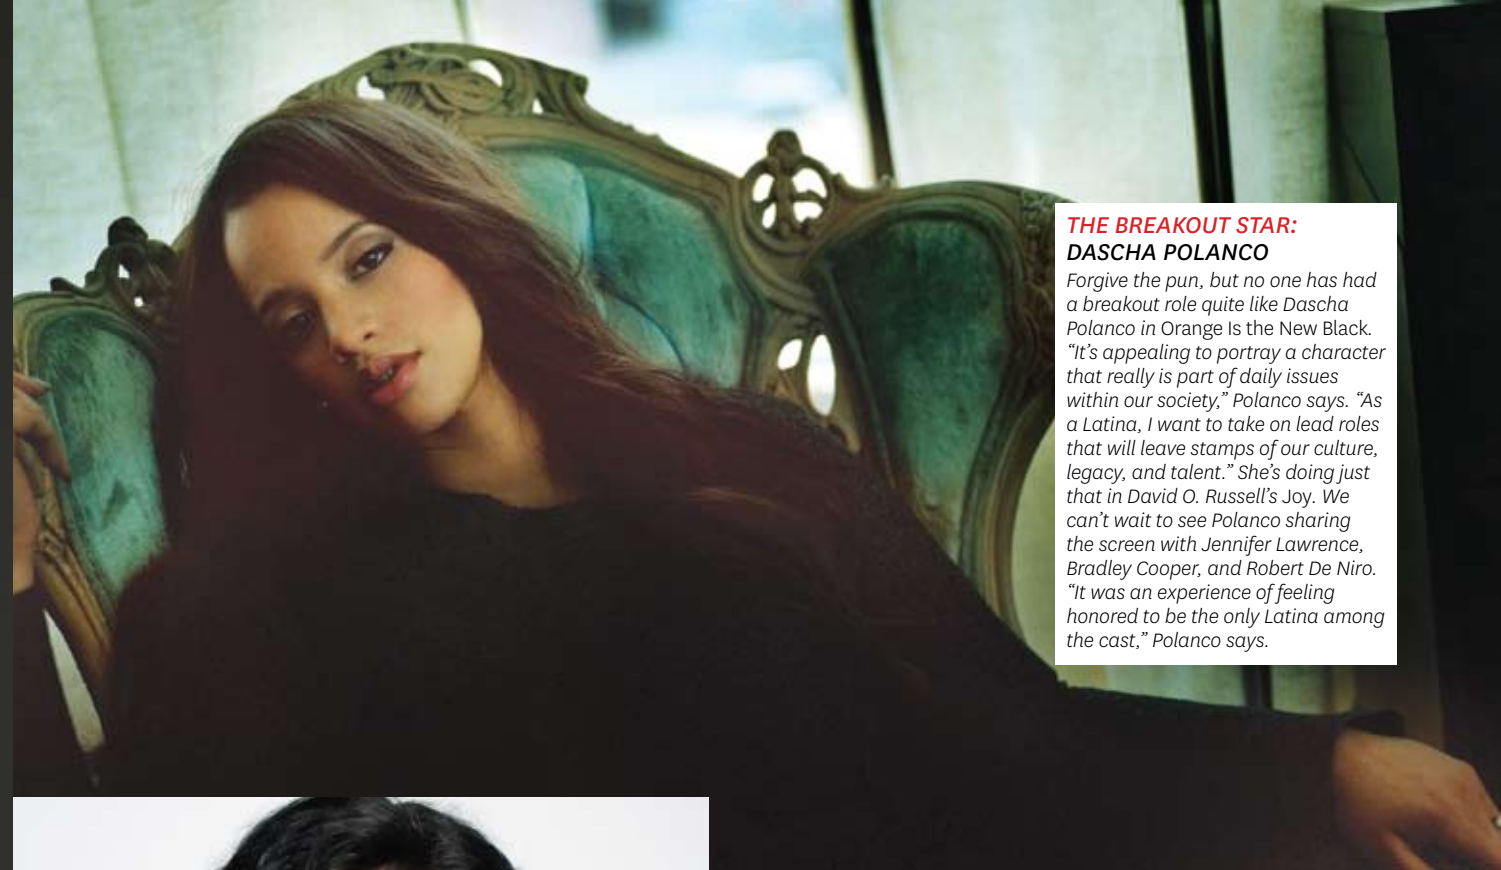 THE BREAKOUT STAR:
DASCHA POLANCO
Forgive the pun, but no one has had
a breakout role quite like Dascha
Polanco in Orange Is the New Black.
“It’s appealing to portray a character
that really is part of daily issues
within our society,” Polanco says. “As
a Latina, I want to take on lead roles
that will leave stamps of our culture,
legacy, and talent.” She’s doing just
that in David O. Russell’s Joy. We
can’t wait to see Polanco sharing
the screen with Jennifer Lawrence,
Bradley Cooper, and Robert De Niro.
“It was an experience of feeling
honored to be the only Latina among
the cast,” Polanco says.